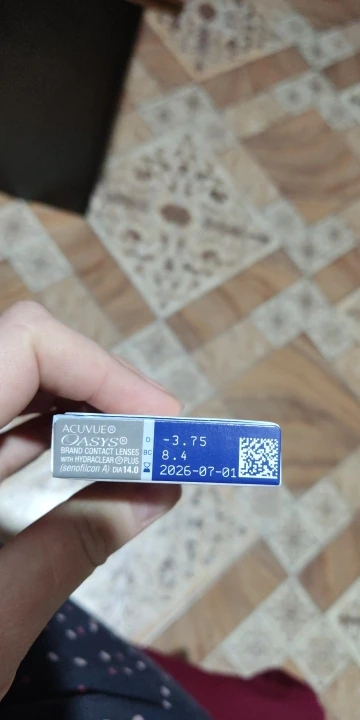 ACUVUE®
OASYS®
BRAND CONTACT LENSES
WITH HYDRACLEAR® PLUS
(senofilcon A) DIA 14.0
D -3.75
BC 8.4
2026-07-01